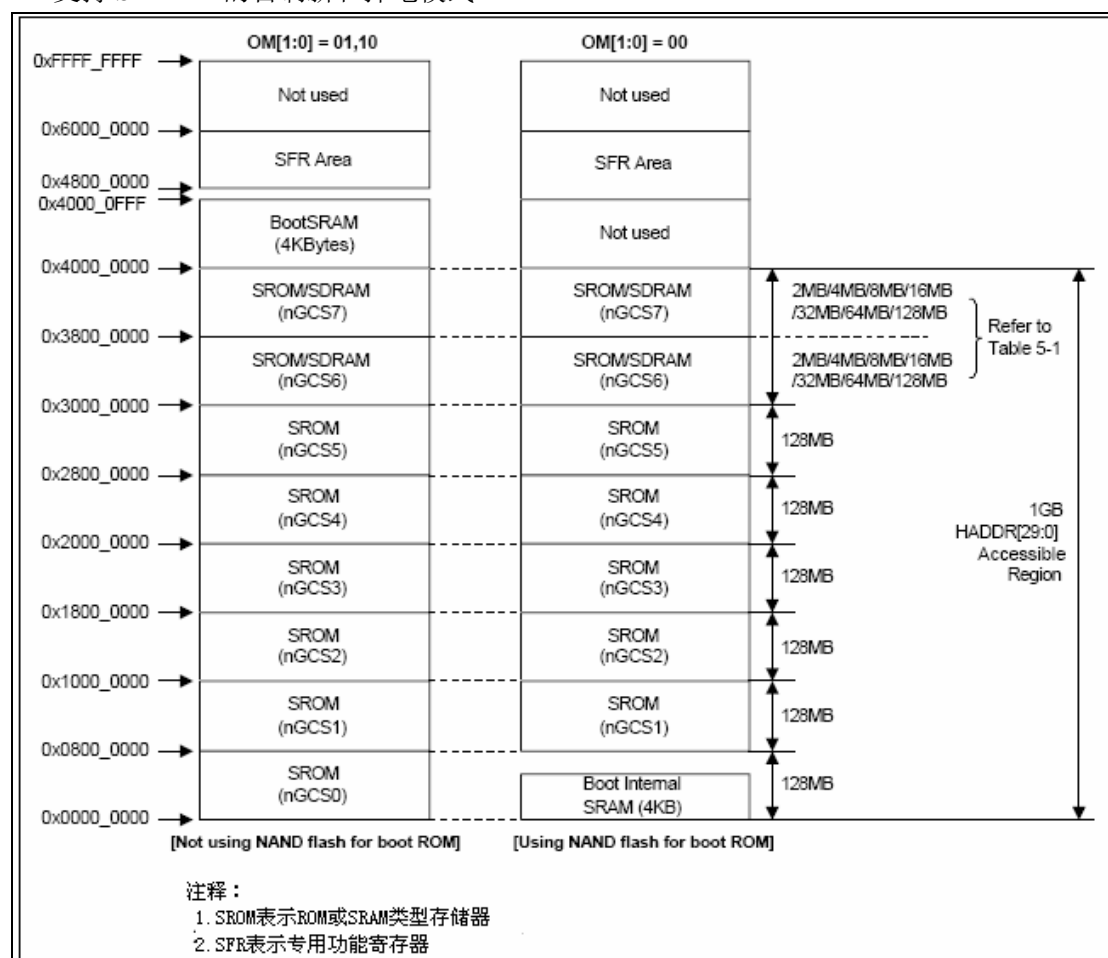 OM[1:0] = 01,10
OM[1:0] = 00
0xFFFF_FFFF
Not used
Not used
0x6000_0000
SFR Area
SFR Area
0x4800_0000
0x4000_0FFF
BootSRAM
(4KBytes)
Not used
0x4000_0000
SROM/SDRAM
(nGCS7)
SROM/SDRAM
(nGCS7)
2MB/4MB/8MB/16MB
/32MB/64MB/128MB
Refer to
Table 5-1
0x3800_0000
SROM/SDRAM
(nGCS6)
SROM/SDRAM
(nGCS6)
2MB/4MB/8MB/16MB
/32MB/64MB/128MB
0x3000_0000
SROM
(nGCS5)
SROM
(nGCS5)
128MB
0x2800_0000
SROM
(nGCS4)
SROM
(nGCS4)
128MB
1GB
HADDR[29:0]
Accessible
Region
0x2000_0000
SROM
(nGCS3)
SROM
(nGCS3)
128MB
0x1800_0000
SROM
(nGCS2)
SROM
(nGCS2)
128MB
0x1000_0000
SROM
(nGCS1)
SROM
(nGCS1)
128MB
0x0800_0000
SROM
(nGCS0)
Boot Internal
SRAM (4KB)
128MB
0x0000_0000
[Not using NAND flash for boot ROM]
[Using NAND flash for boot ROM]
注释：
1.SROM表示ROM或SRAM类型存储器
2.SFR表示专用功能寄存器